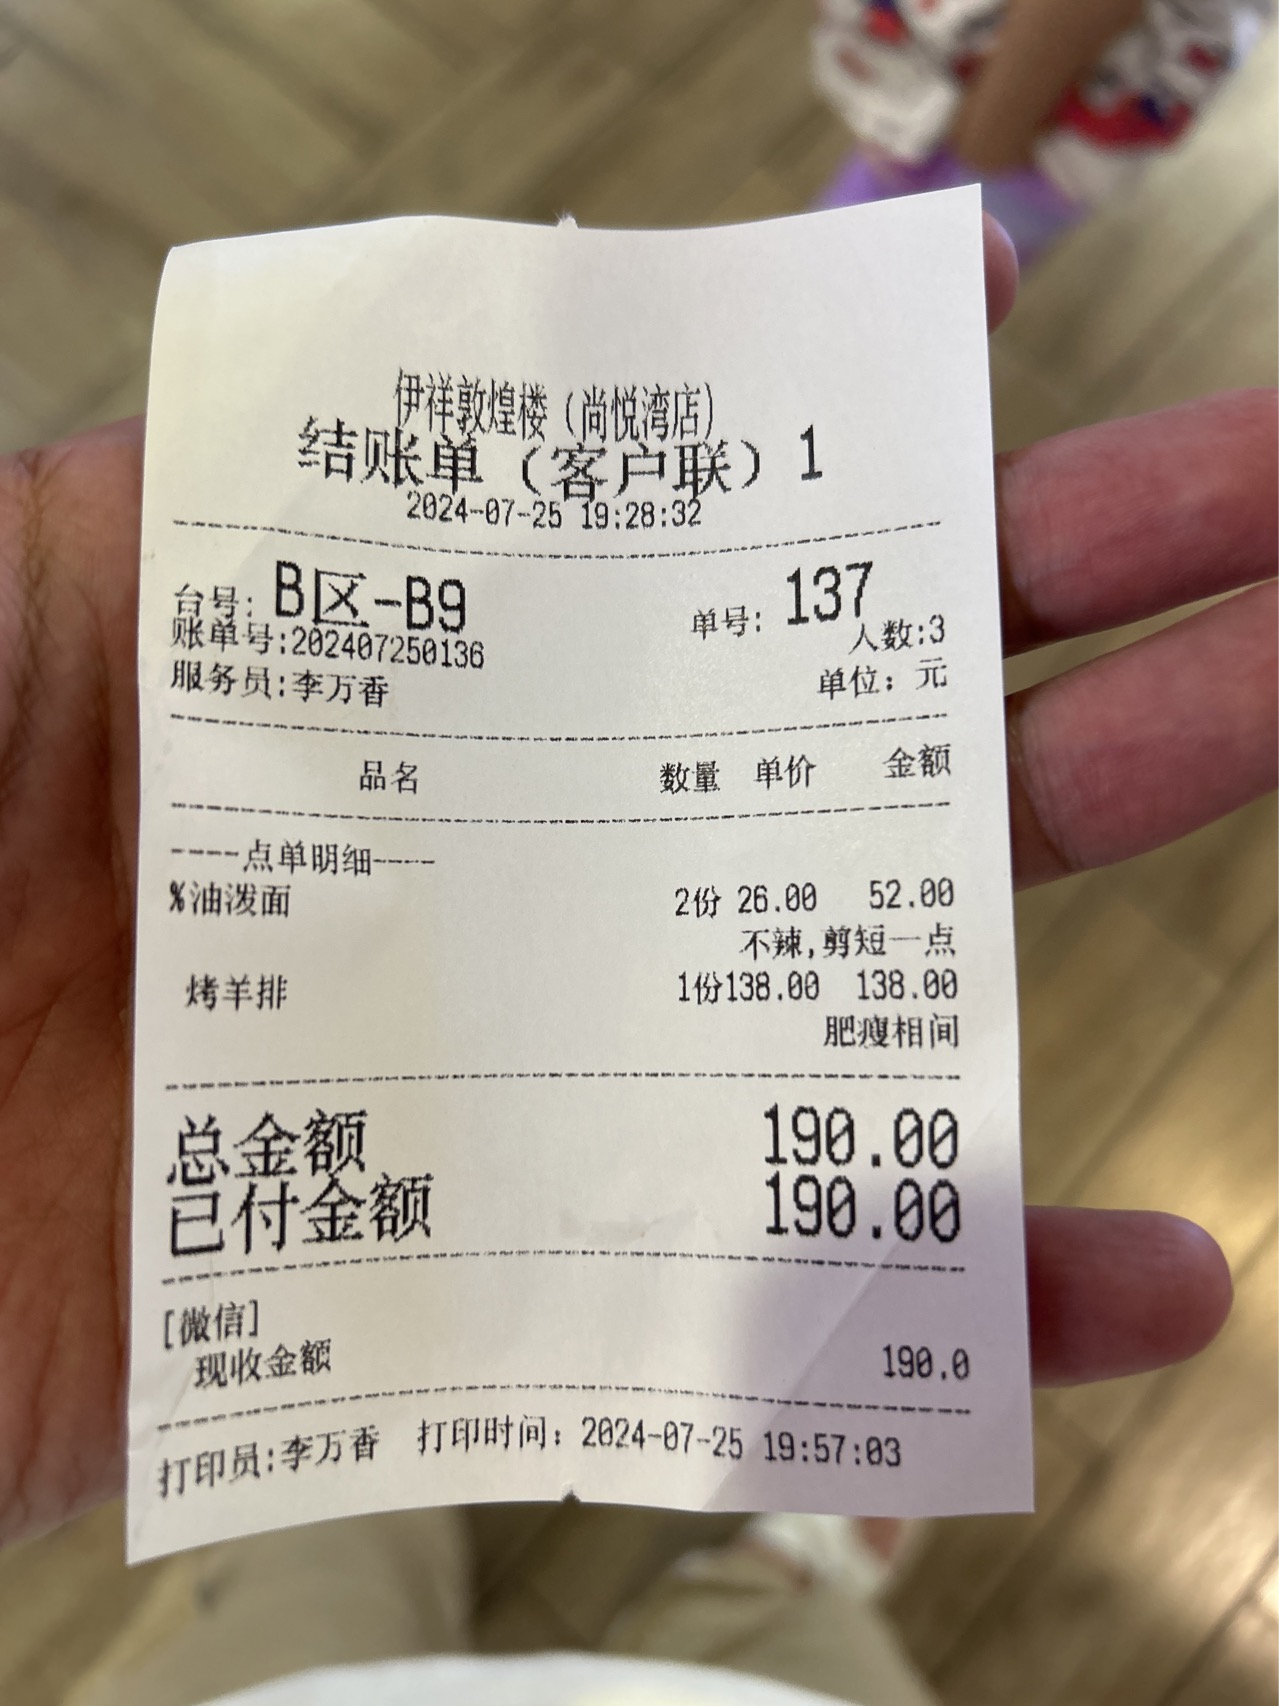 伊祥敦煌楼（尚悦湾店）
结账单（客户联）1
2024-07-25 19:28:32
台号: B区-B9 单号: 137
账单号:202407250136 人数:3
服务员:李万香 单位：元
品名 数量 单价 金额
----点单明细----
%油泼面 2份 26.00 52.00
不辣,剪短一点
烤羊排 1份138.00 138.00
肥瘦相间
总金额 190.00
已付金额 190.00
[微信]
现收金额 190.0
打印员:李万香 打印时间：2024-07-25 19:57:03